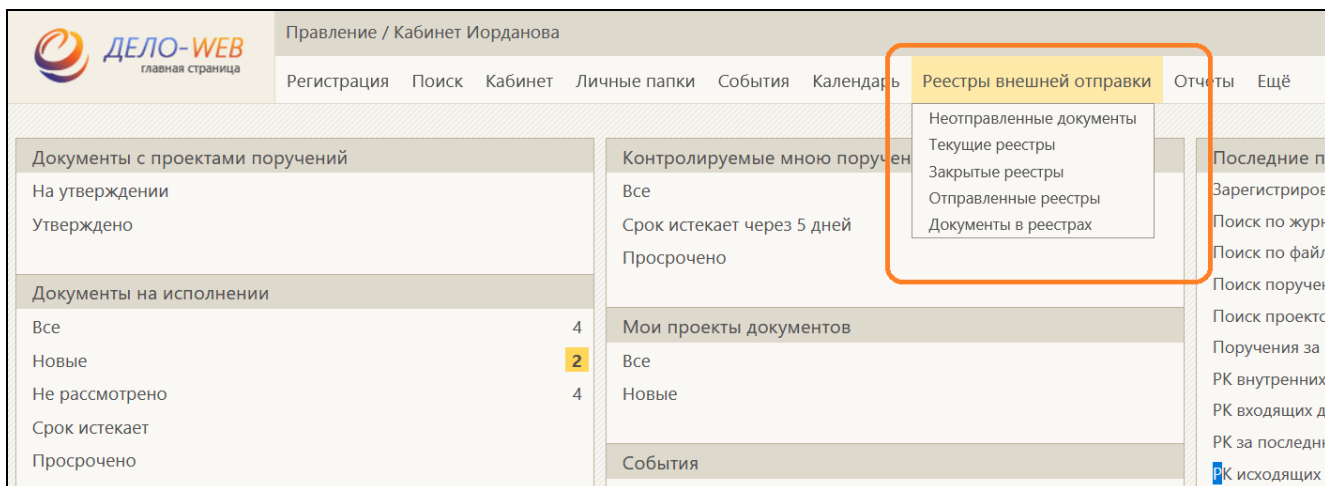 ДЕЛО-WEB
главная страница
Правление / Кабинет Иорданова
Регистрация Поиск Кабинет Личные папки События Календарь Реестры внешней отправки Отчеты Ещё
Неотправленные документы
Текущие реестры
Закрытые реестры
Отправленные реестры
Документы в реестрах
Документы с проектами поручений
На утверждении
Утверждено
Документы на исполнении
Все 4
Новые 2
Не рассмотрено 4
Срок истекает
Просрочено
Контролируемые мною поручен
Все
Срок истекает через 5 дней
Просрочено
Мои проекты документов
Все
Новые
События
Последние п
Зарегистриров
Поиск по журн
Поиск по файл
Поиск поручен
Поиск проекто
Поручения за
РК внутренних
РК входящих д
РК за последн
РК исходящих